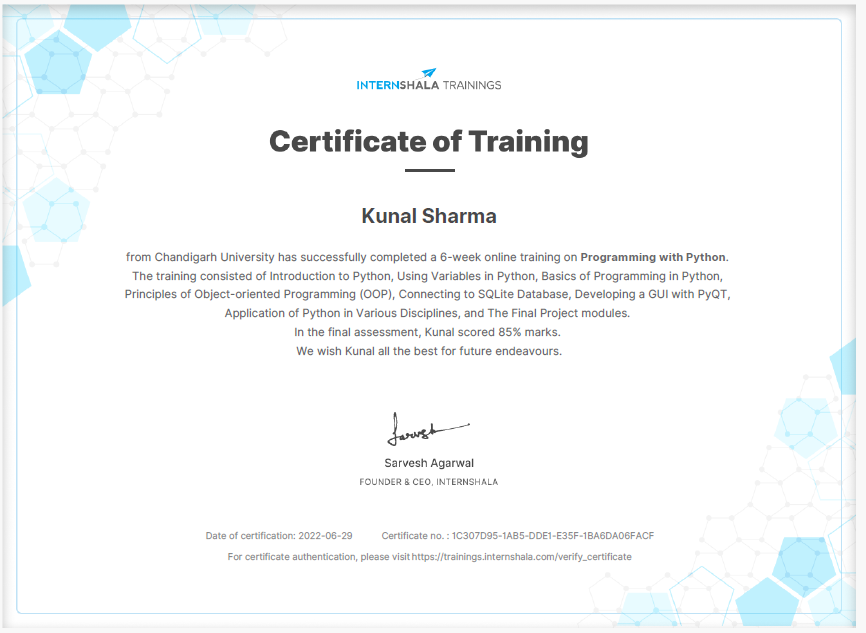 INTERNSHALA TRAININGS
Certificate of Training
Kunal Sharma
from Chandigarh University has successfully completed a 6-week online training on Programming with Python.
The training consisted of Introduction to Python, Using Variables in Python, Basics of Programming in Python,
Principles of Object-oriented Programming (OOP), Connecting to SQLite Database, Developing a GUI with PyQT,
Application of Python in Various Disciplines, and The Final Project modules.
In the final assessment, Kunal scored 85% marks.
We wish Kunal all the best for future endeavours.
Sarvesh
Sarvesh Agarwal
FOUNDER & CEO, INTERNSHALA
Date of certification: 2022-06-29 Certificate no. : 1C307D95-1AB5-DDE1-E35F-1BA6DA06FACF
For certificate authentication, please visit https://trainings.internshala.com/verify_certificate